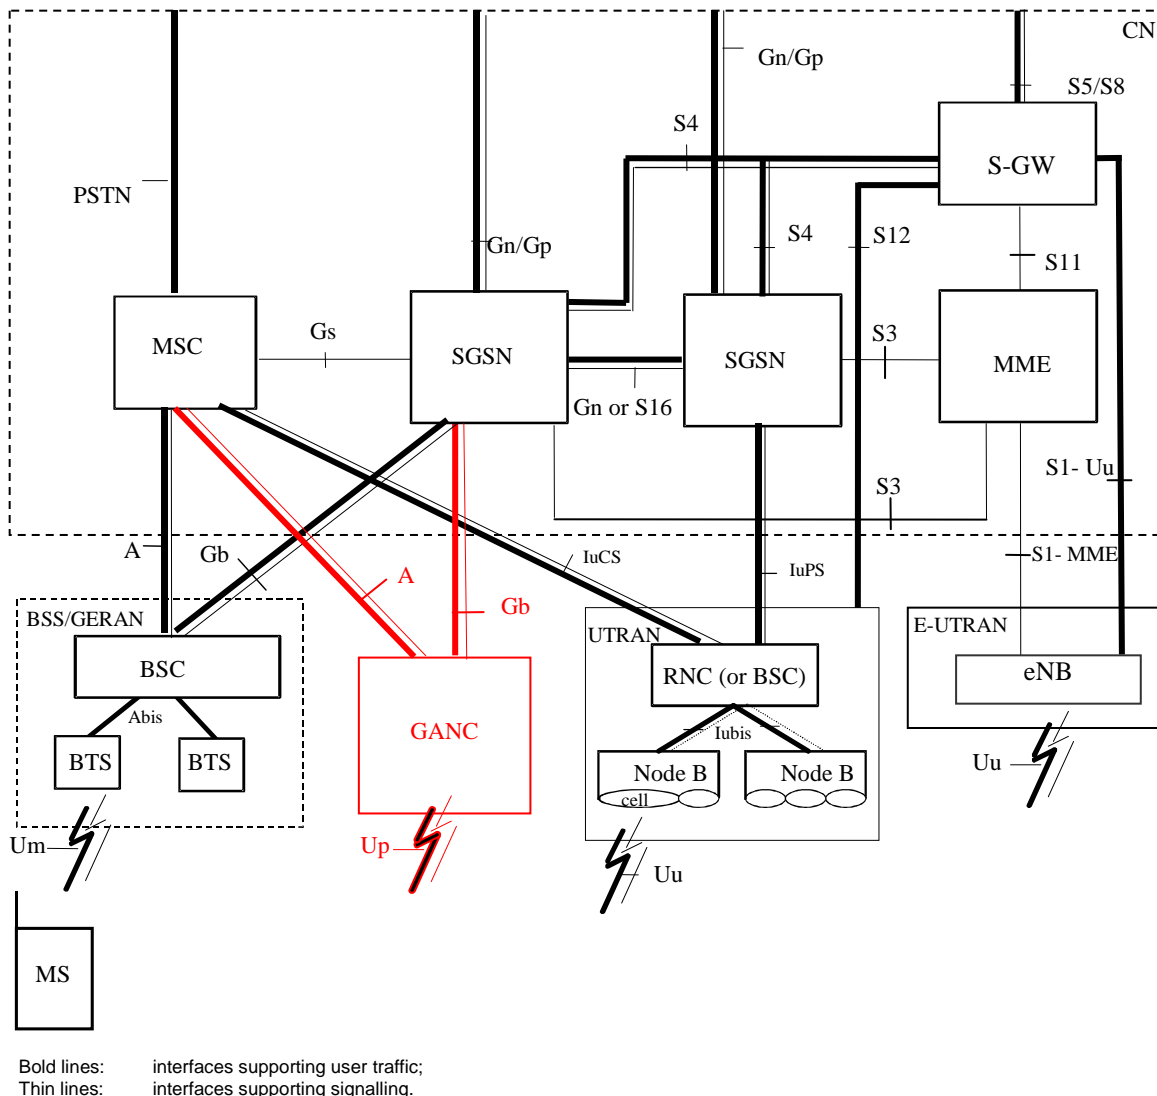 CN
Gn/Gp
S5/S8
S4
S-GW
PSTN
Gn/Gp
S4
S12
S11
MSC
Gs
SGSN
SGSN
S3
MME
Gn or S16
S1- Uu
S3
A
Gb
A
IuCS
IuPS
S1- MME
Gb
BSS/GERAN
UTRAN
E-UTRAN
BSC
RNC (or BSC)
eNB
Abis
GANC
Iubis
BTS
BTS
Node B
Node B
cell
Uu
Um
Up
Uu
MS
Bold lines: interfaces supporting user traffic;
Thin lines: interfaces supporting signalling.